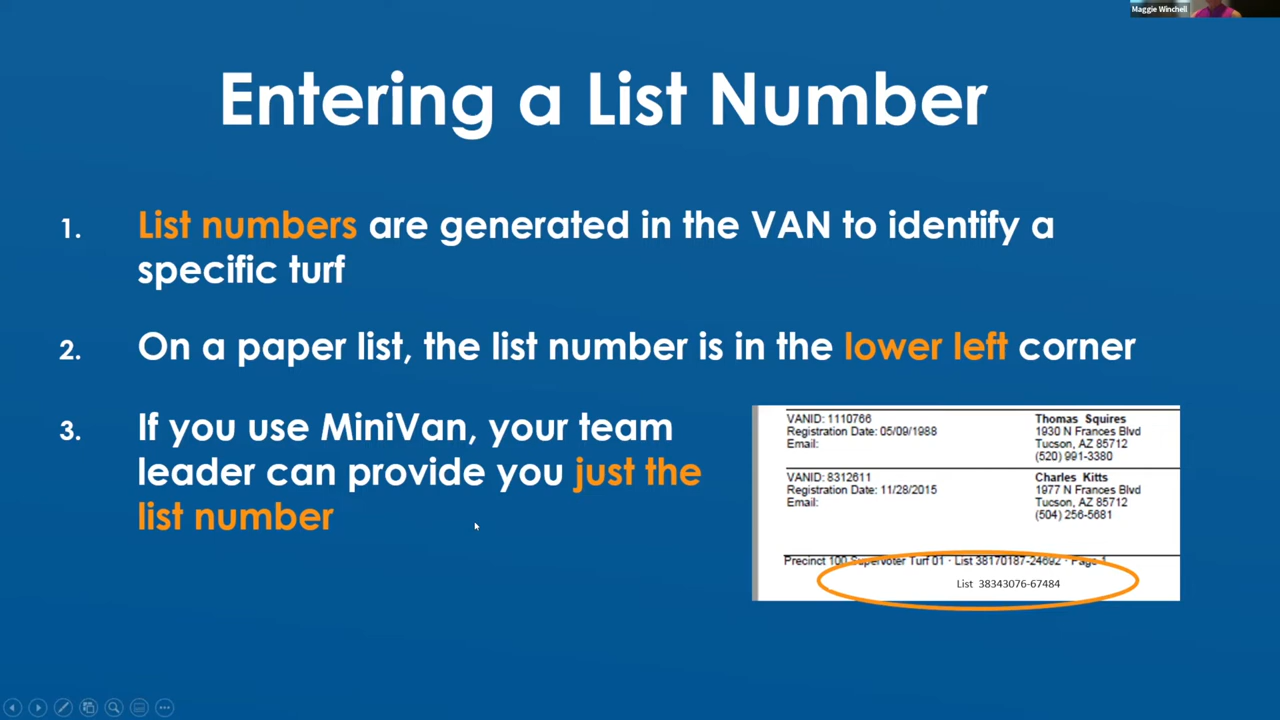 Maggie Winchell
Entering a List Number
1. List numbers are generated in the VAN to identify a
specific turf
2. On a paper list, the list number is in the lower left corner
3. If you use MiniVan, your team
leader can provide you just the
list number
VANID: 1110766 Thomas Squires
Registration Date: 05/09/1988 1930 N Frances Blvd
Email: Tucson, AZ 85712
(520) 991-3380
VANID: 8312611 Charles Kitts
Registration Date: 11/28/2015 1977 N Frances Blvd
Email: Tucson, AZ 85712
(504) 256-5681
Precinct 100 Supervoter Turf 01 · List 38170187-24692 · Page 1
List 38343076-67484